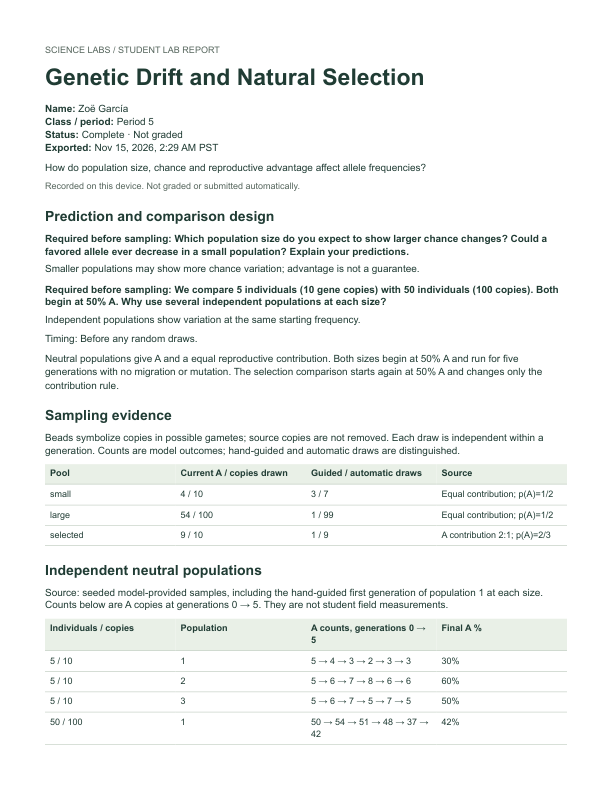 SCIENCE LABS / STUDENT LAB REPORT
Genetic Drift and Natural Selection
Name: Zoë García
Class / period: Period 5
Status: Complete · Not graded
Exported: Nov 15, 2026, 2:29 AM PST
How do population size, chance and reproductive advantage affect allele frequencies?
Recorded on this device. Not graded or submitted automatically.
Prediction and comparison design
Required before sampling: Which population size do you expect to show larger chance changes? Could a
favored allele ever decrease in a small population? Explain your predictions.
Smaller populations may show more chance variation; advantage is not a guarantee.
Required before sampling: We compare 5 individuals (10 gene copies) with 50 individuals (100 copies). Both
begin at 50% A. Why use several independent populations at each size?
Independent populations show variation at the same starting frequency.
Timing: Before any random draws.
Neutral populations give A and a equal reproductive contribution. Both sizes begin at 50% A and run for five
generations with no migration or mutation. The selection comparison starts again at 50% A and changes only the
contribution rule.
Sampling evidence
Beads symbolize copies in possible gametes; source copies are not removed. Each draw is independent within a
generation. Counts are model outcomes; hand-guided and automatic draws are distinguished.
Pool Current A / copies drawn Guided / automatic draws Source
small 4 / 10 3 / 7 Equal contribution; p(A)=1/2
large 54 / 100 1 / 99 Equal contribution; p(A)=1/2
selected 9 / 10 1 / 9 A contribution 2:1; p(A)=2/3
Independent neutral populations
Source: seeded model-provided samples, including the hand-guided first generation of population 1 at each size.
Counts below are A copies at generations 0 → 5. They are not student field measurements.
Individuals / copies Population A counts, generations 0 → Final A %
5
5 / 10 1 5 → 4 → 3 → 2 → 3 → 3 30%
5 / 10 2 5 → 6 → 7 → 8 → 6 → 6 60%
5 / 10 3 5 → 6 → 7 → 5 → 7 → 5 50%
50 / 100 1 50 → 54 → 51 → 48 → 37 → 42%
42